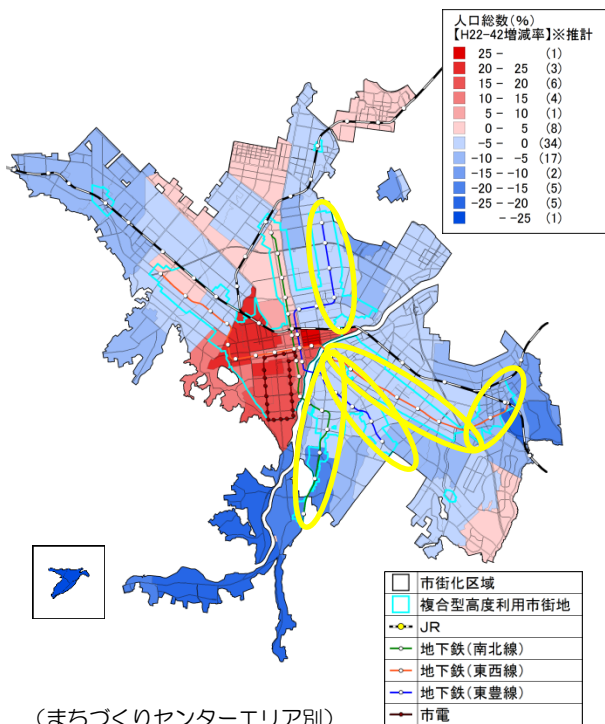 人口総数(%)
【H22-42増減率】※推計
25 - (1)
20 - 25 (3)
15 - 20 (6)
10 - 15 (4)
5 - 10 (1)
0 - 5 (8)
-5 - 0 (34)
-10 - -5 (17)
-15 - -10 (2)
-20 - -15 (5)
-25 - -20 (5)
- -25 (1)
市街化区域
複合型高度利用市街地
JR
地下鉄(南北線)
地下鉄(東西線)
地下鉄(東豊線)
市電
(まちづくりセンターエリア別)